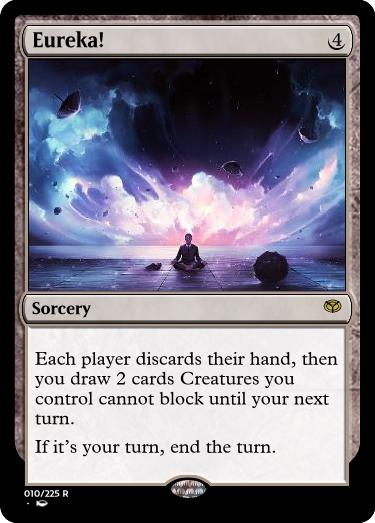 Eureka! 4
Sorcery
Each player discards their hand, then
you draw 2 cards Creatures you
control cannot block until your next
turn.
If it's your turn, end the turn.
010/225 R